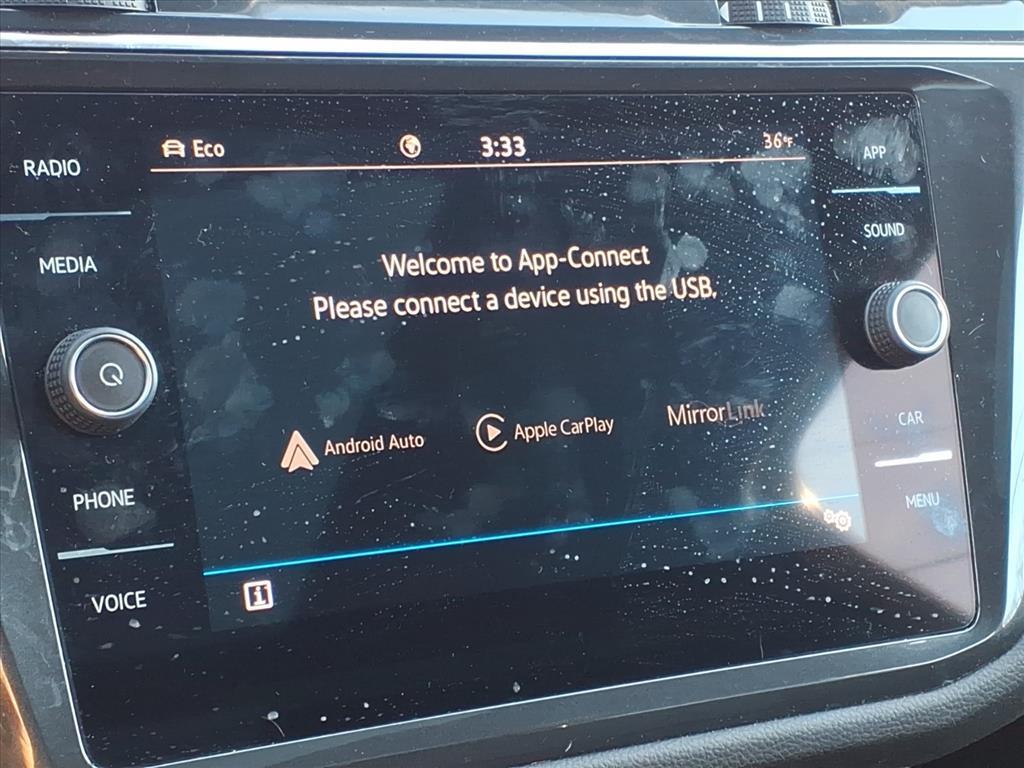 RADIO
MEDIA
PHONE
VOICE
Eco
3:33
36°F
Welcome to App-Connect
Please connect a device using the USB.
Android Auto
Apple CarPlay
MirrorLink
i
APP
SOUND
CAR
MENU